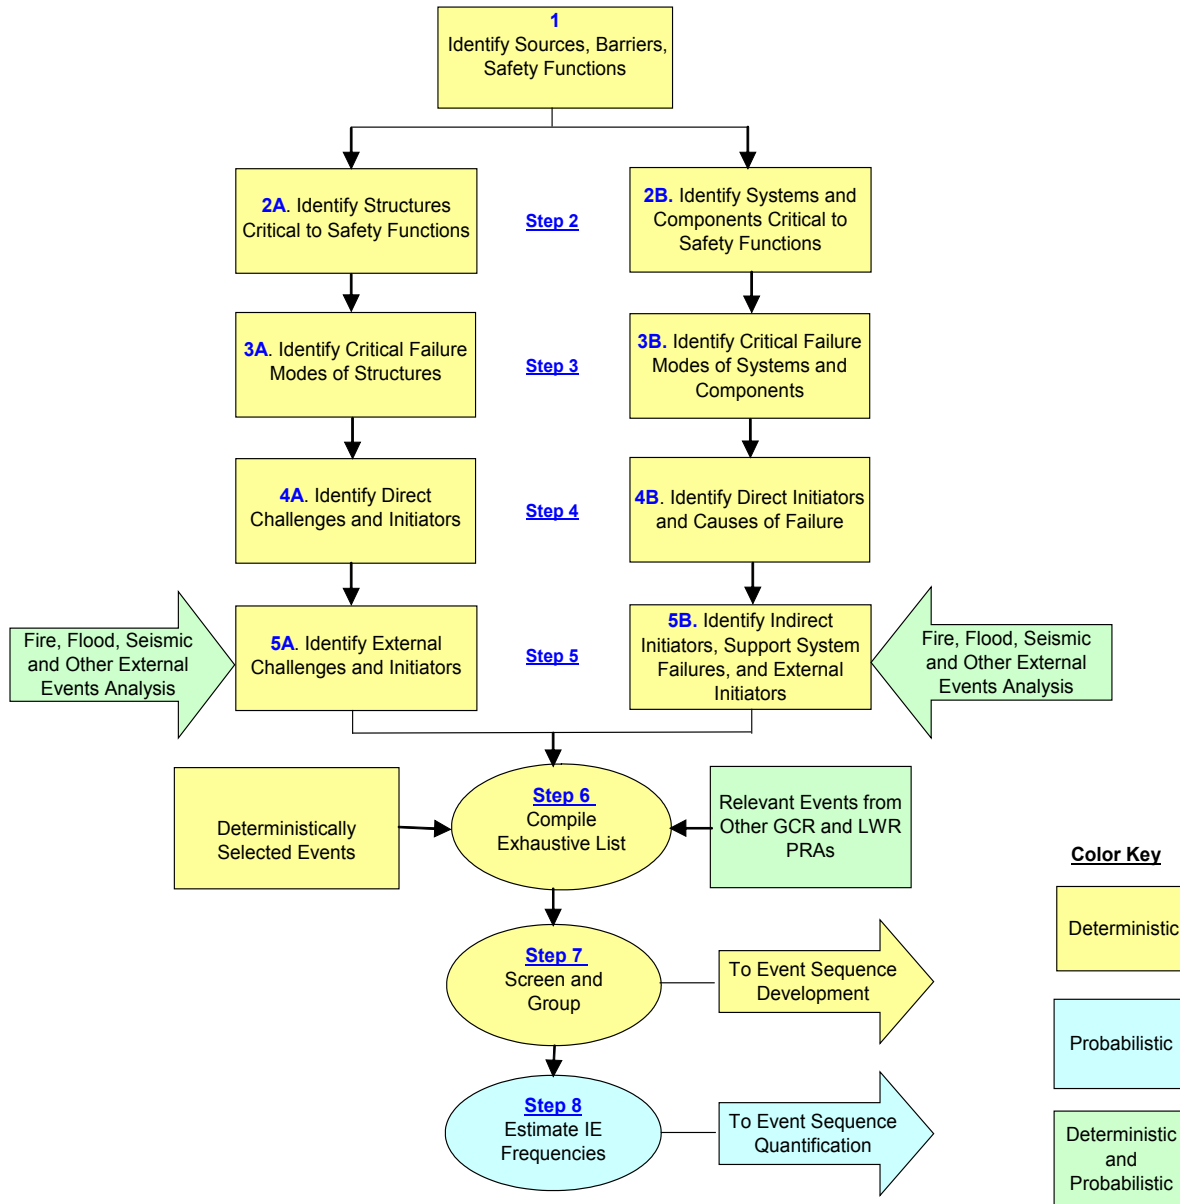 1
Identify Sources, Barriers,
Safety Functions
2A. Identify Structures
Critical to Safety Functions
Step 2
2B. Identify Systems and
Components Critical to
Safety Functions
3A. Identify Critical Failure
Modes of Structures
Step 3
3B. Identify Critical Failure
Modes of Systems and
Components
4A. Identify Direct
Challenges and Initiators
Step 4
4B. Identify Direct Initiators
and Causes of Failure
Fire, Flood, Seismic
and Other External
Events Analysis
5A. Identify External
Challenges and Initiators
Step 5
5B. Identify Indirect
Initiators, Support System
Failures, and External
Initiators
Fire, Flood, Seismic
and Other External
Events Analysis
Deterministically
Selected Events
Step 6
Compile
Exhaustive List
Relevant Events from
Other GCR and LWR
PRAs
Step 7
Screen and
Group
To Event Sequence
Development
Step 8
Estimate IE
Frequencies
To Event Sequence
Quantification
Color Key
Deterministic
Probabilistic
Deterministic
and
Probabilistic